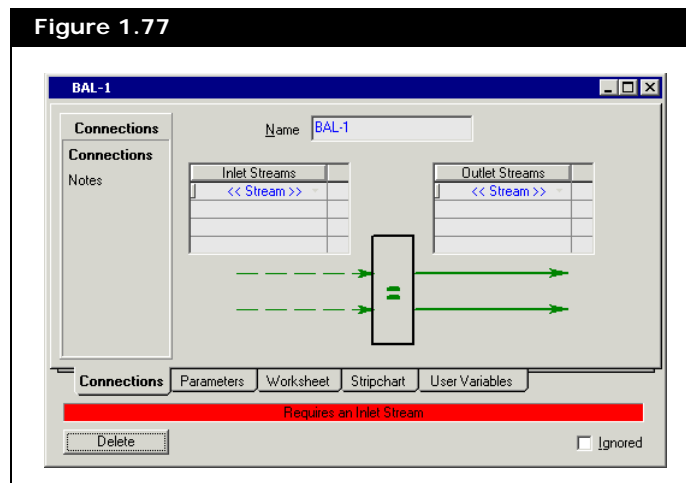 Figure 1.77
BAL-1
Connections
Connections
Notes
Name BAL-1
Inlet Streams
<< Stream >>
Outlet Streams
<< Stream >>
=
Connections Parameters Worksheet Stripchart User Variables
Requires an Inlet Stream
Delete
Ignored